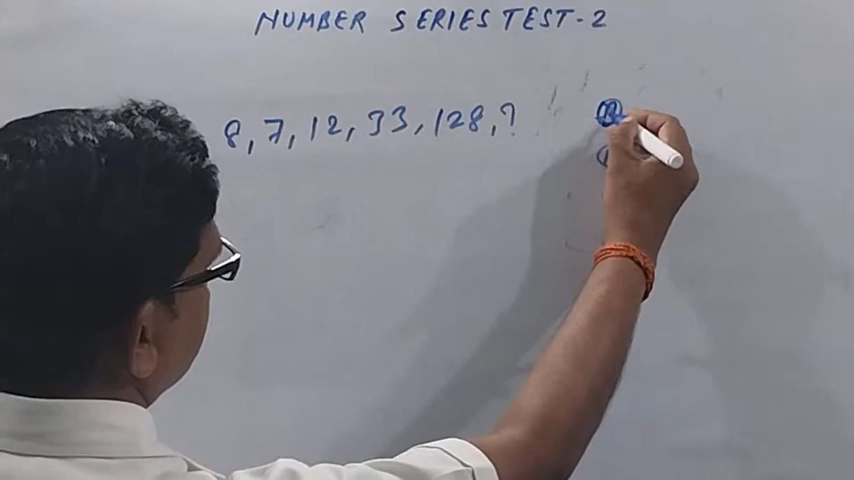 NUMBER SERIES TEST-2
8, 7, 12, 33, 128, ?